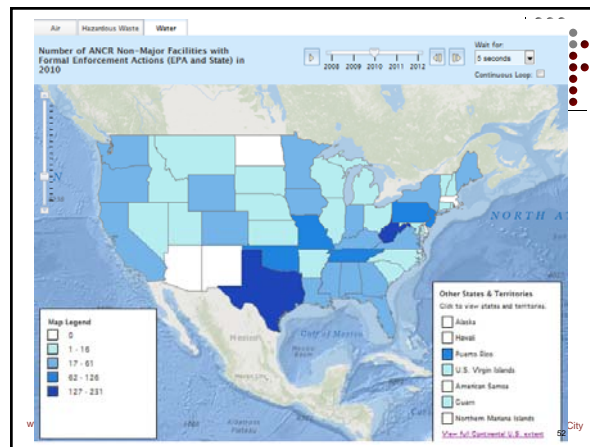 Air
Hazardous Waste
Water
Number of ANCR Non-Major Facilities with
Formal Enforcement Actions (EPA and State) in
2010
2008 2009 2010 2011 2012
Wait for:
5 seconds
Continuous Loop:
NORTH
Mexico
Gulf of Mexico
Map Legend
0
1 - 16
17 - 61
62 - 126
127 - 231
Other States & Territories
Click to view states and territories.
Alaska
Hawaii
Puerto Rico
U.S. Virgin Islands
American Samoa
Guam
Northern Mariana Islands
View full Continental U.S. extent
w
City
52